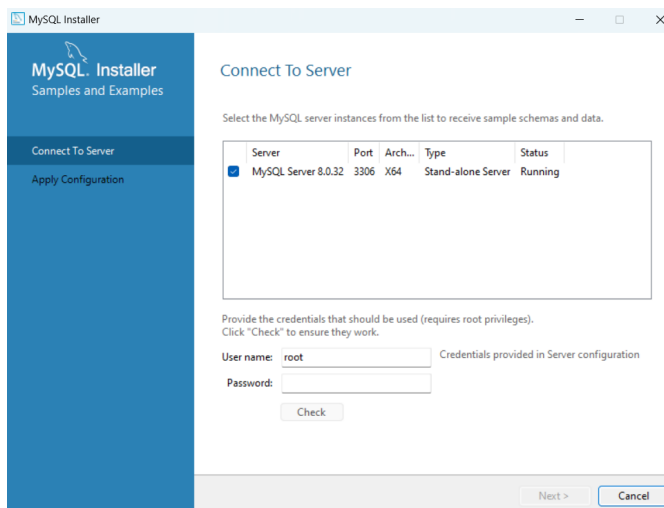 MySQL Installer
MySQL. Installer
Samples and Examples
Connect To Server
Apply Configuration
Connect To Server
Select the MySQL server instances from the list to receive sample schemas and data.
Server Port Arch... Type Status
MySQL Server 8.0.32 3306 X64 Stand-alone Server Running
Provide the credentials that should be used (requires root privileges).
Click "Check" to ensure they work.
User name: root Credentials provided in Server configuration
Password:
Check
Next > Cancel